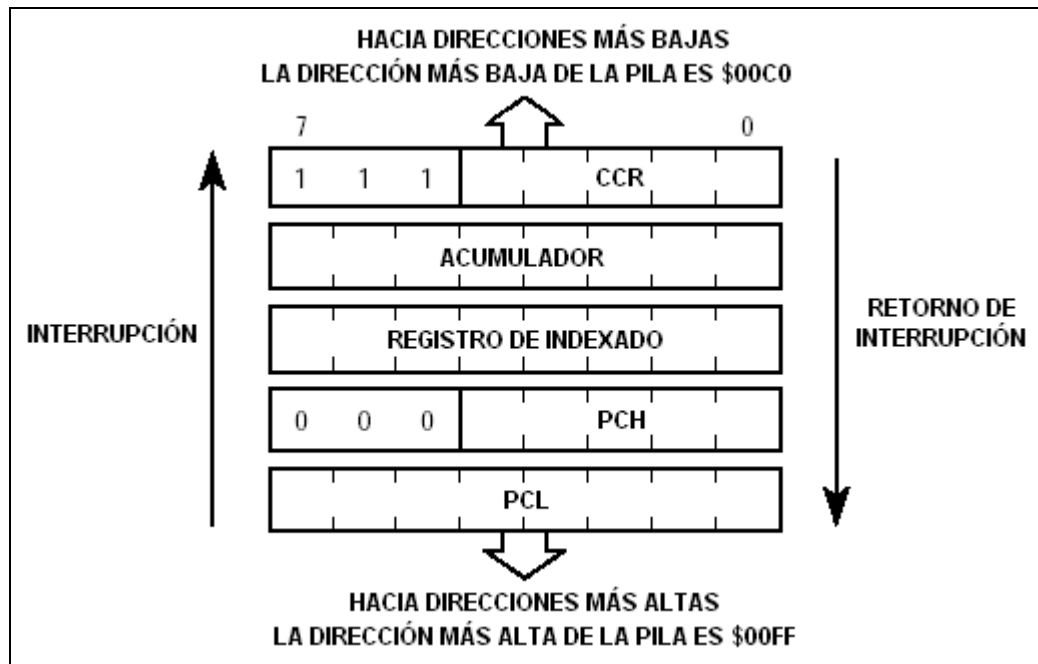 HACIA DIRECCIONES MÁS BAJAS
LA DIRECCIÓN MÁS BAJA DE LA PILA ES $00C0
7 0
1 1 1 CCR
ACUMULADOR
INTERRUPCIÓN
REGISTRO DE INDEXADO
RETORNO DE
INTERRUPCIÓN
0 0 0 PCH
PCL
HACIA DIRECCIONES MÁS ALTAS
LA DIRECCIÓN MÁS ALTA DE LA PILA ES $00FF